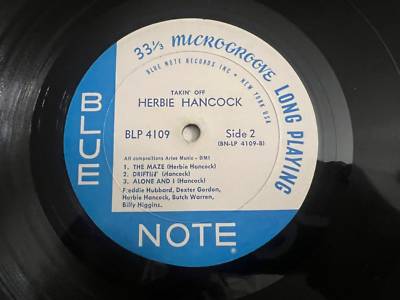 33⅓ MICROGROOVE LONG PLAYING
BLUE NOTE RECORDS INC • NEW YORK USA
TAKIN' OFF
HERBIE HANCOCK
BLP 4109
Side 2
(BN-LP 4109-B)
All compositions Aries Music - BMI
1. THE MAZE (Herbie Hancock)
2. DRIFTIN' (Hancock)
3. ALONE AND I (Hancock)
Freddie Hubbard, Dexter Gordon,
Herbie Hancock, Butch Warren,
Billy Higgins.
BLUE
NOTE®